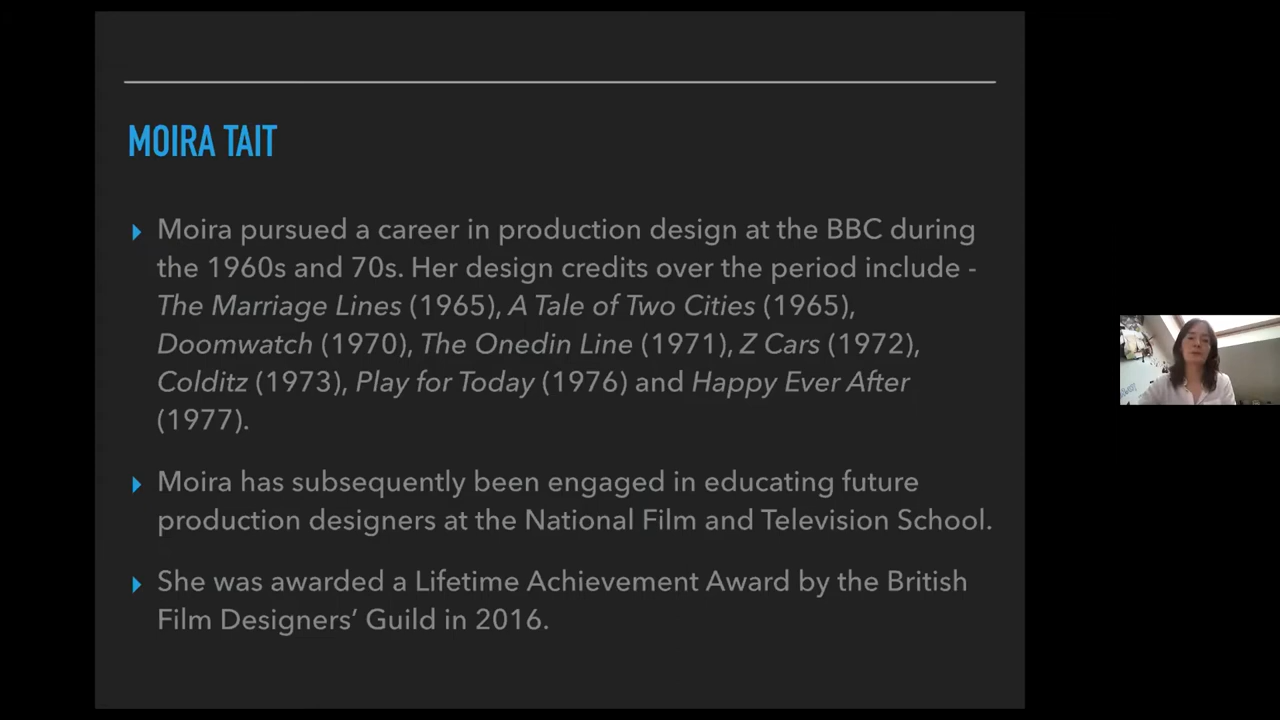 MOIRA TAIT
Moira pursued a career in production design at the BBC during
the 1960s and 70s. Her design credits over the period include -
The Marriage Lines (1965), A Tale of Two Cities (1965),
Doomwatch (1970), The Onedin Line (1971), Z Cars (1972),
Colditz (1973), Play for Today (1976) and Happy Ever After
(1977).
Moira has subsequently been engaged in educating future
production designers at the National Film and Television School.
She was awarded a Lifetime Achievement Award by the British
Film Designers’ Guild in 2016.